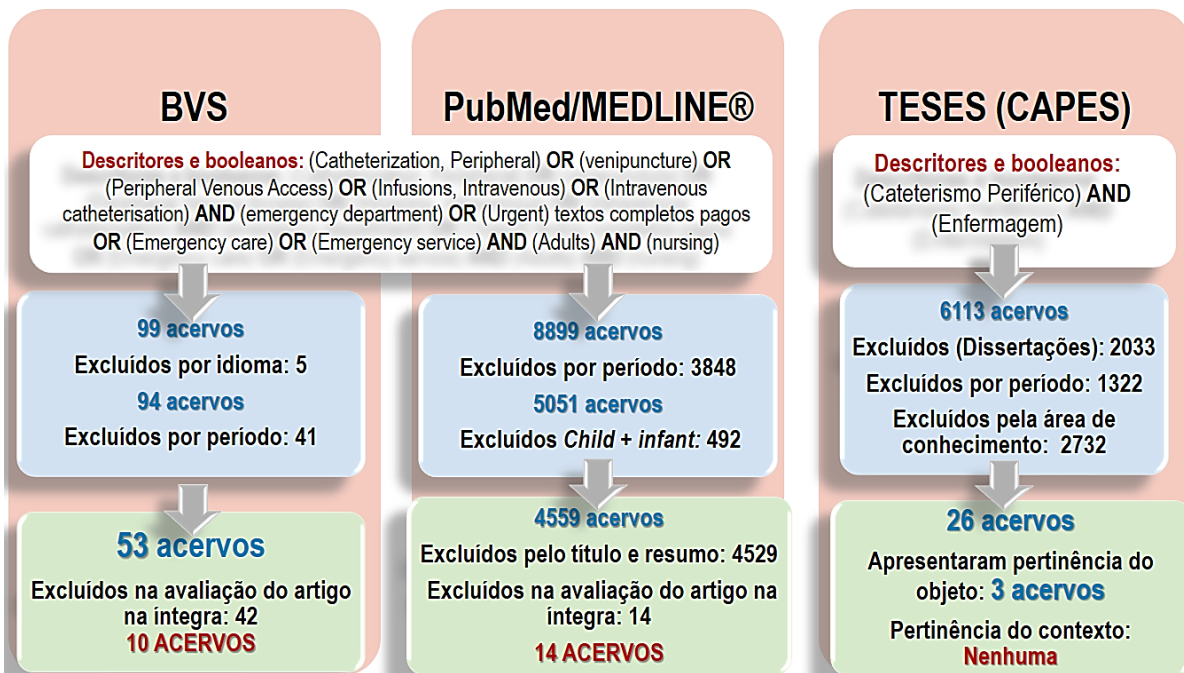 BVS
PubMed/MEDLINE®
Descritores e booleanos: (Catheterization, Peripheral) OR (venipuncture) OR
(Peripheral Venous Access) OR (Infusions, Intravenous) OR (Intravenous
catheterisation) AND (emergency department) OR (Urgent) textos completos pagos
OR (Emergency care) OR (Emergency service) AND (Adults) AND (nursing)
99 acervos
Excluídos por idioma: 5
94 acervos
Excluídos por período: 41
53 acervos
Excluídos na avaliação do artigo
na íntegra: 42
10 ACERVOS
8899 acervos
Excluídos por período: 3848
5051 acervos
Excluídos Child + infant: 492
4559 acervos
Excluídos pelo título e resumo: 4529
Excluídos na avaliação do artigo na
íntegra: 14
14 ACERVOS
TESES (CAPES)
Descritores e booleanos:
(Cateterismo Periférico) AND
(Enfermagem)
6113 acervos
Excluídos (Dissertações): 2033
Excluídos por período: 1322
Excluídos pela área de
conhecimento: 2732
26 acervos
Apresentaram pertinência do
objeto: 3 acervos
Pertinência do contexto:
Nenhuma